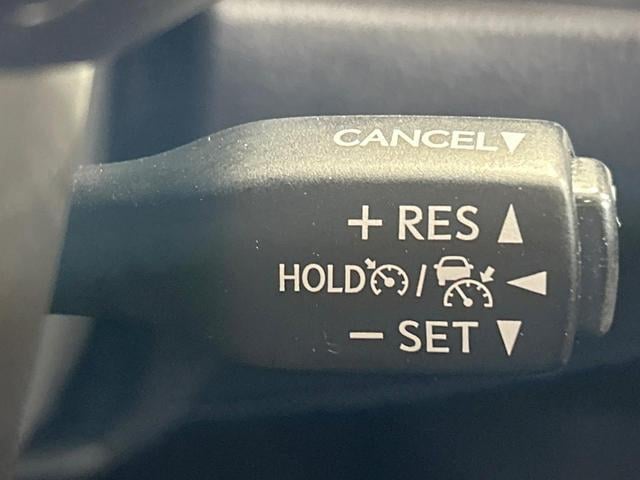 CANCEL▼
+ RES ▲
HOLD / ◀
− SET ▼